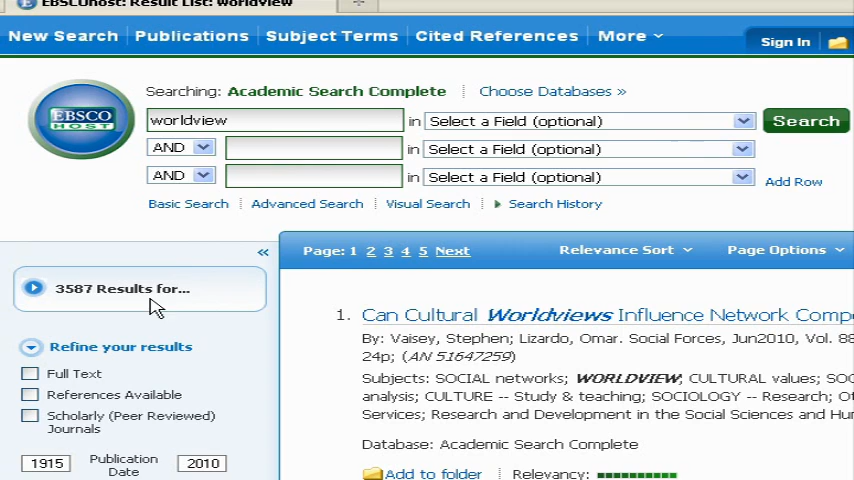 EBSCOhost: Result List: worldview
New Search Publications Subject Terms Cited References More
Sign In
Searching: Academic Search Complete Choose Databases »
EBSCO
HOST
worldview in Select a Field (optional) Search
AND in Select a Field (optional)
AND in Select a Field (optional) Add Row
Basic Search Advanced Search Visual Search Search History
«
Page: 1 2 3 4 5 Next Relevance Sort Page Options
3587 Results for...
Refine your results
Full Text
References Available
Scholarly (Peer Reviewed)
Journals
1915 Publication Date 2010
1. Can Cultural Worldviews Influence Network Comp
By: Vaisey, Stephen; Lizardo, Omar. Social Forces, Jun2010, Vol. 88
24p; (AN 51647259)
Subjects: SOCIAL networks; WORLDVIEW; CULTURAL values; SOC
analysis; CULTURE -- Study & teaching; SOCIOLOGY -- Research; Ot
Services; Research and Development in the Social Sciences and Hum
Database: Academic Search Complete
Add to folder Relevancy: